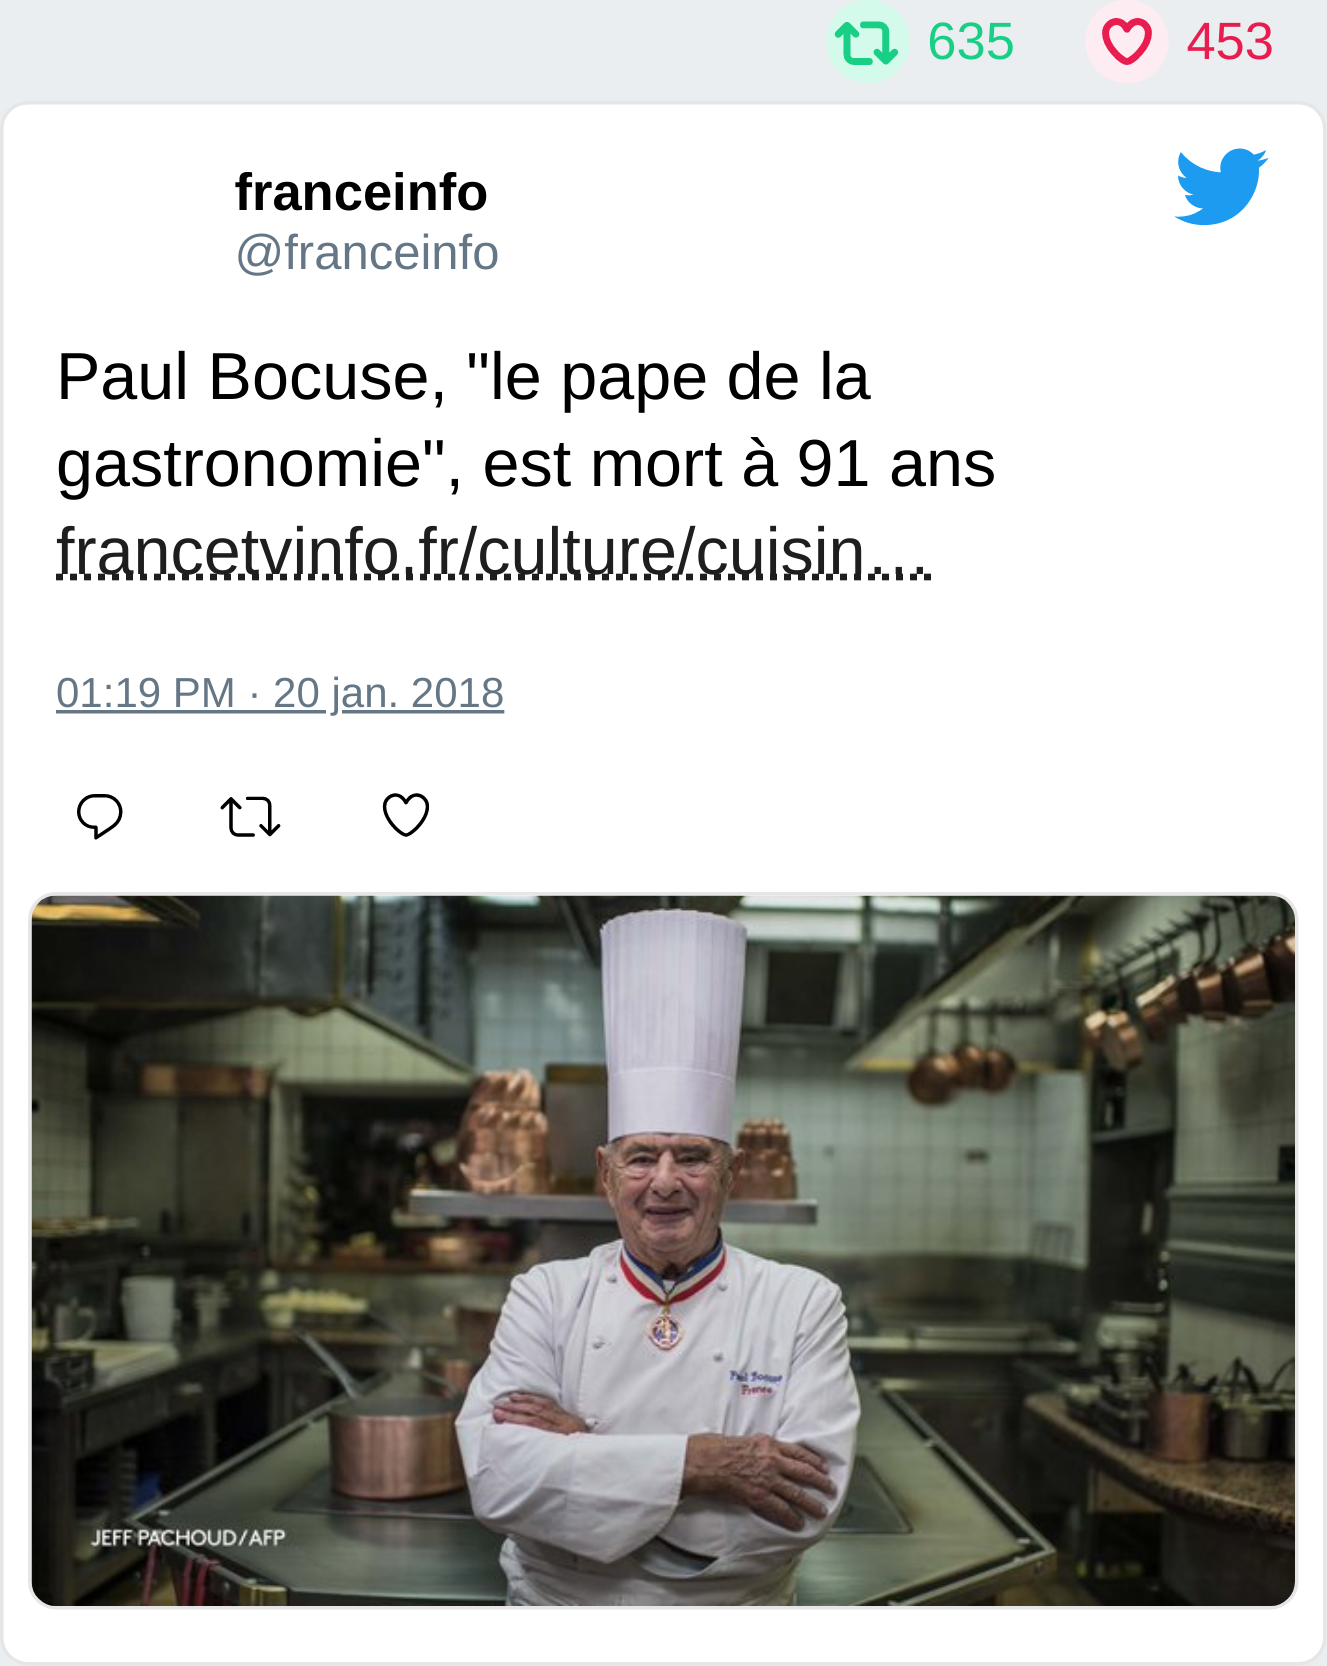 635 453
franceinfo
@franceinfo
Paul Bocuse, "le pape de la
gastronomie", est mort à 91 ans
francetvinfo.fr/culture/cuisin…
01:19 PM · 20 jan. 2018
Paul Bocuse
France
JEFF PACHOUD/AFP